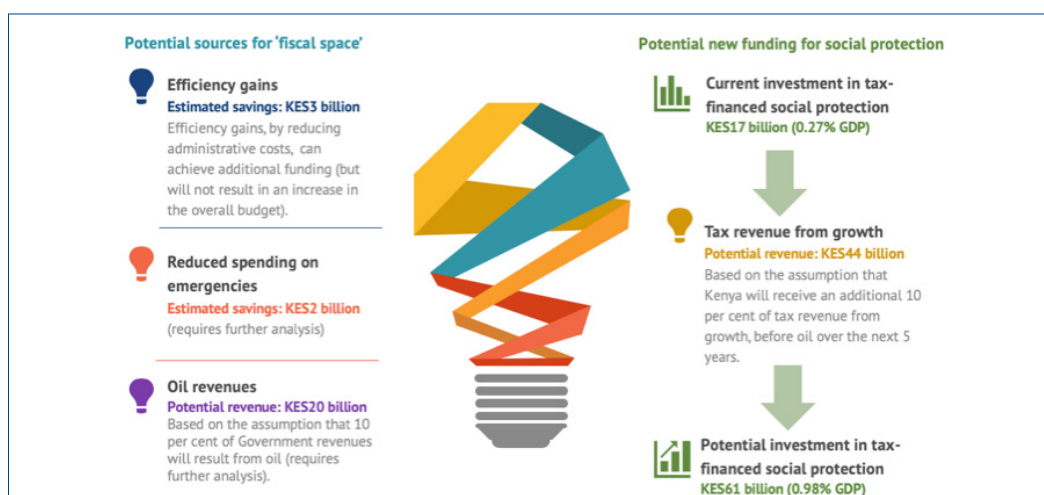 Potential sources for 'fiscal space'
Efficiency gains
Estimated savings: KES3 billion
Efficiency gains, by reducing
administrative costs, can
achieve additional funding (but
will not result in an increase in
the overall budget).
Reduced spending on
emergencies
Estimated savings: KES2 billion
(requires further analysis)
Oil revenues
Potential revenue: KES20 billion
Based on the assumption that 10
per cent of Government revenues
will result from oil (requires
further analysis).
Potential new funding for social protection
Current investment in tax-
financed social protection
KES17 billion (0.27% GDP)
Tax revenue from growth
Potential revenue: KES44 billion
Based on the assumption that
Kenya will receive an additional 10
per cent of tax revenue from
growth, before oil over the next 5
years.
Potential investment in tax-
financed social protection
KES61 billion (0.98% GDP)